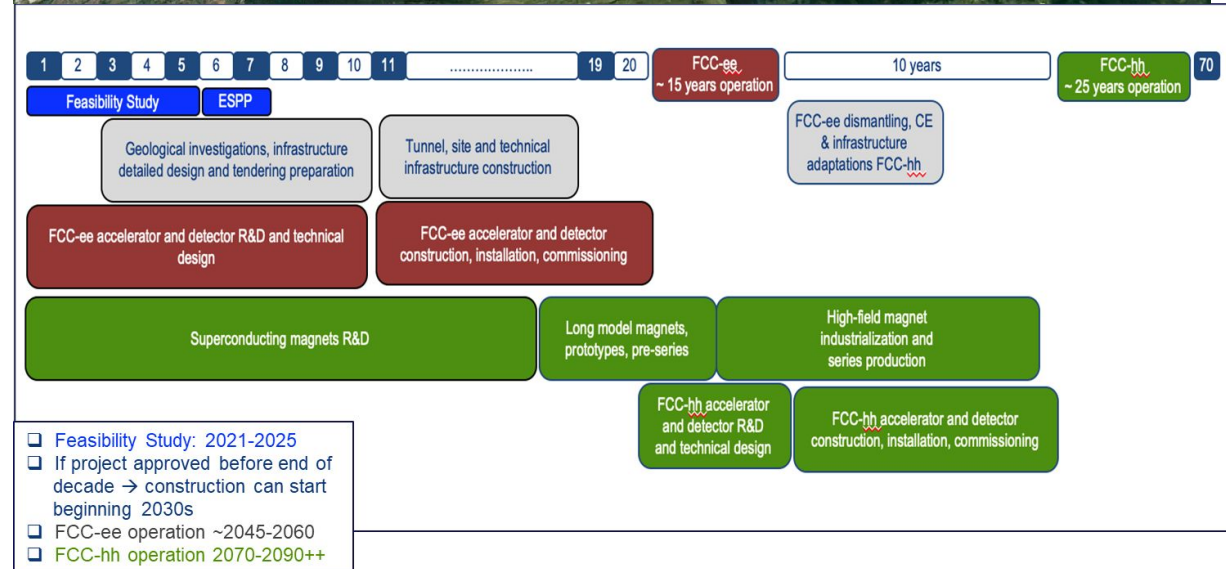 1 2 3 4 5 6 7 8 9 10 11 ................... 19 20
FCC-ee
~ 15 years operation
10 years
FCC-hh
~ 25 years operation
70
Feasibility Study
ESPP
Geological investigations, infrastructure
detailed design and tendering preparation
Tunnel, site and technical
infrastructure construction
FCC-ee dismantling, CE
& infrastructure
adaptations FCC-hh
FCC-ee accelerator and detector R&D and technical
design
FCC-ee accelerator and detector
construction, installation, commissioning
Superconducting magnets R&D
Long model magnets,
prototypes, pre-series
High-field magnet
industrialization and
series production
FCC-hh accelerator
and detector R&D
and technical design
FCC-hh accelerator and detector
construction, installation, commissioning
❑ Feasibility Study: 2021-2025
❑ If project approved before end of
decade → construction can start
beginning 2030s
❑ FCC-ee operation ~2045-2060
❑ FCC-hh operation 2070-2090++